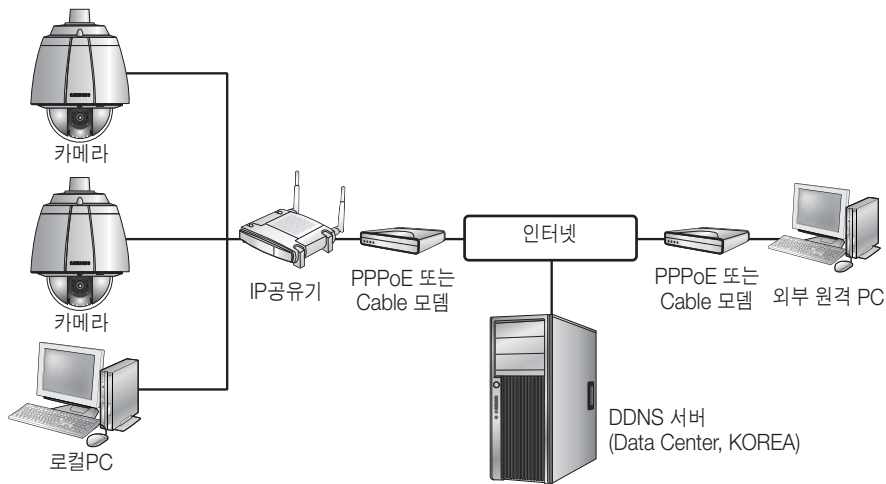 카메라
카메라
로컬PC
IP공유기
PPPoE 또는
Cable 모뎀
인터넷
PPPoE 또는
Cable 모뎀
외부 원격 PC
DDNS 서버
(Data Center, KOREA)